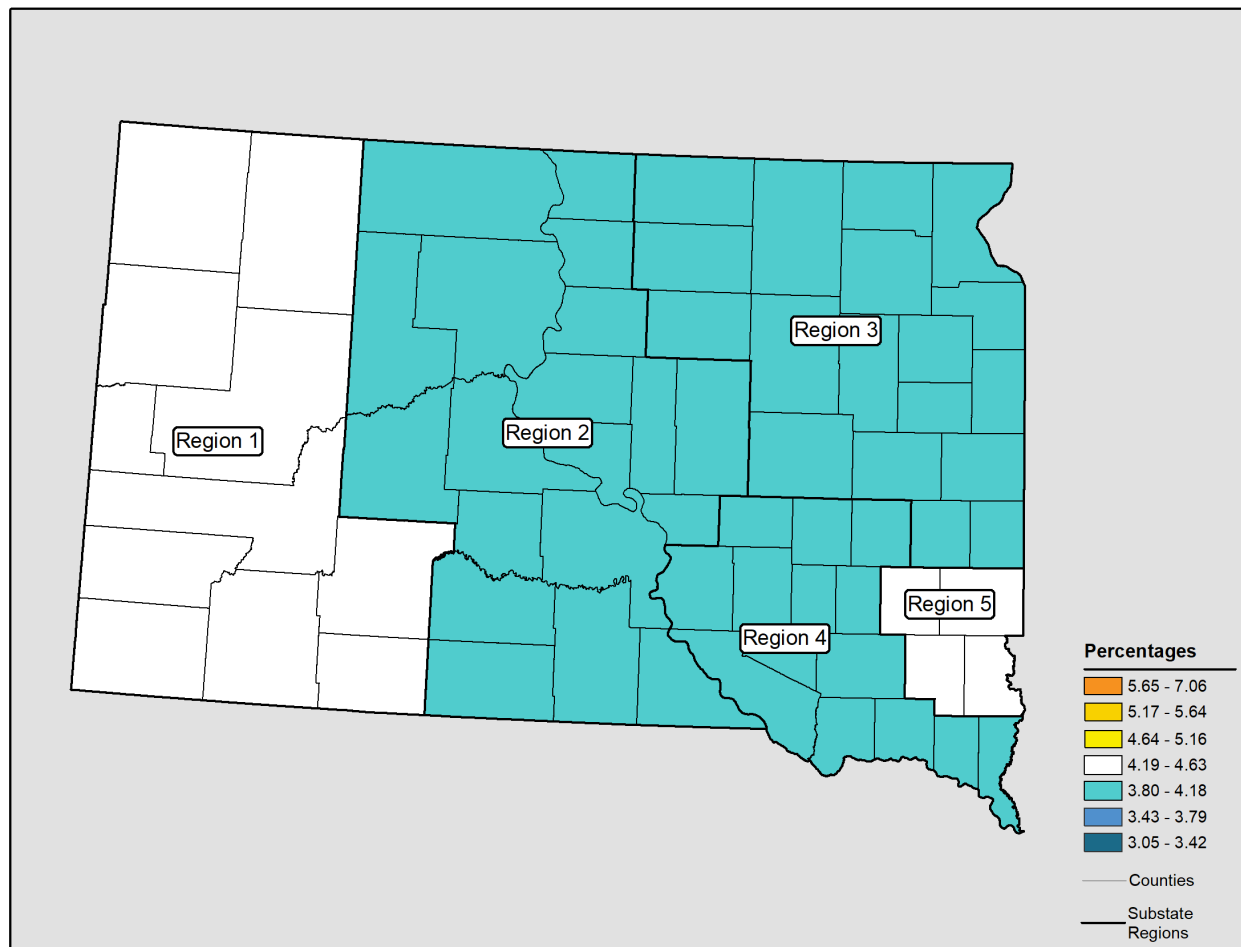 Region 3
Region 1
Region 2
Region 5
Region 4
Percentages
5.65 - 7.06
5.17 - 5.64
4.64 - 5.16
4.19 - 4.63
3.80 - 4.18
3.43 - 3.79
3.05 - 3.42
Counties
Substate
Regions